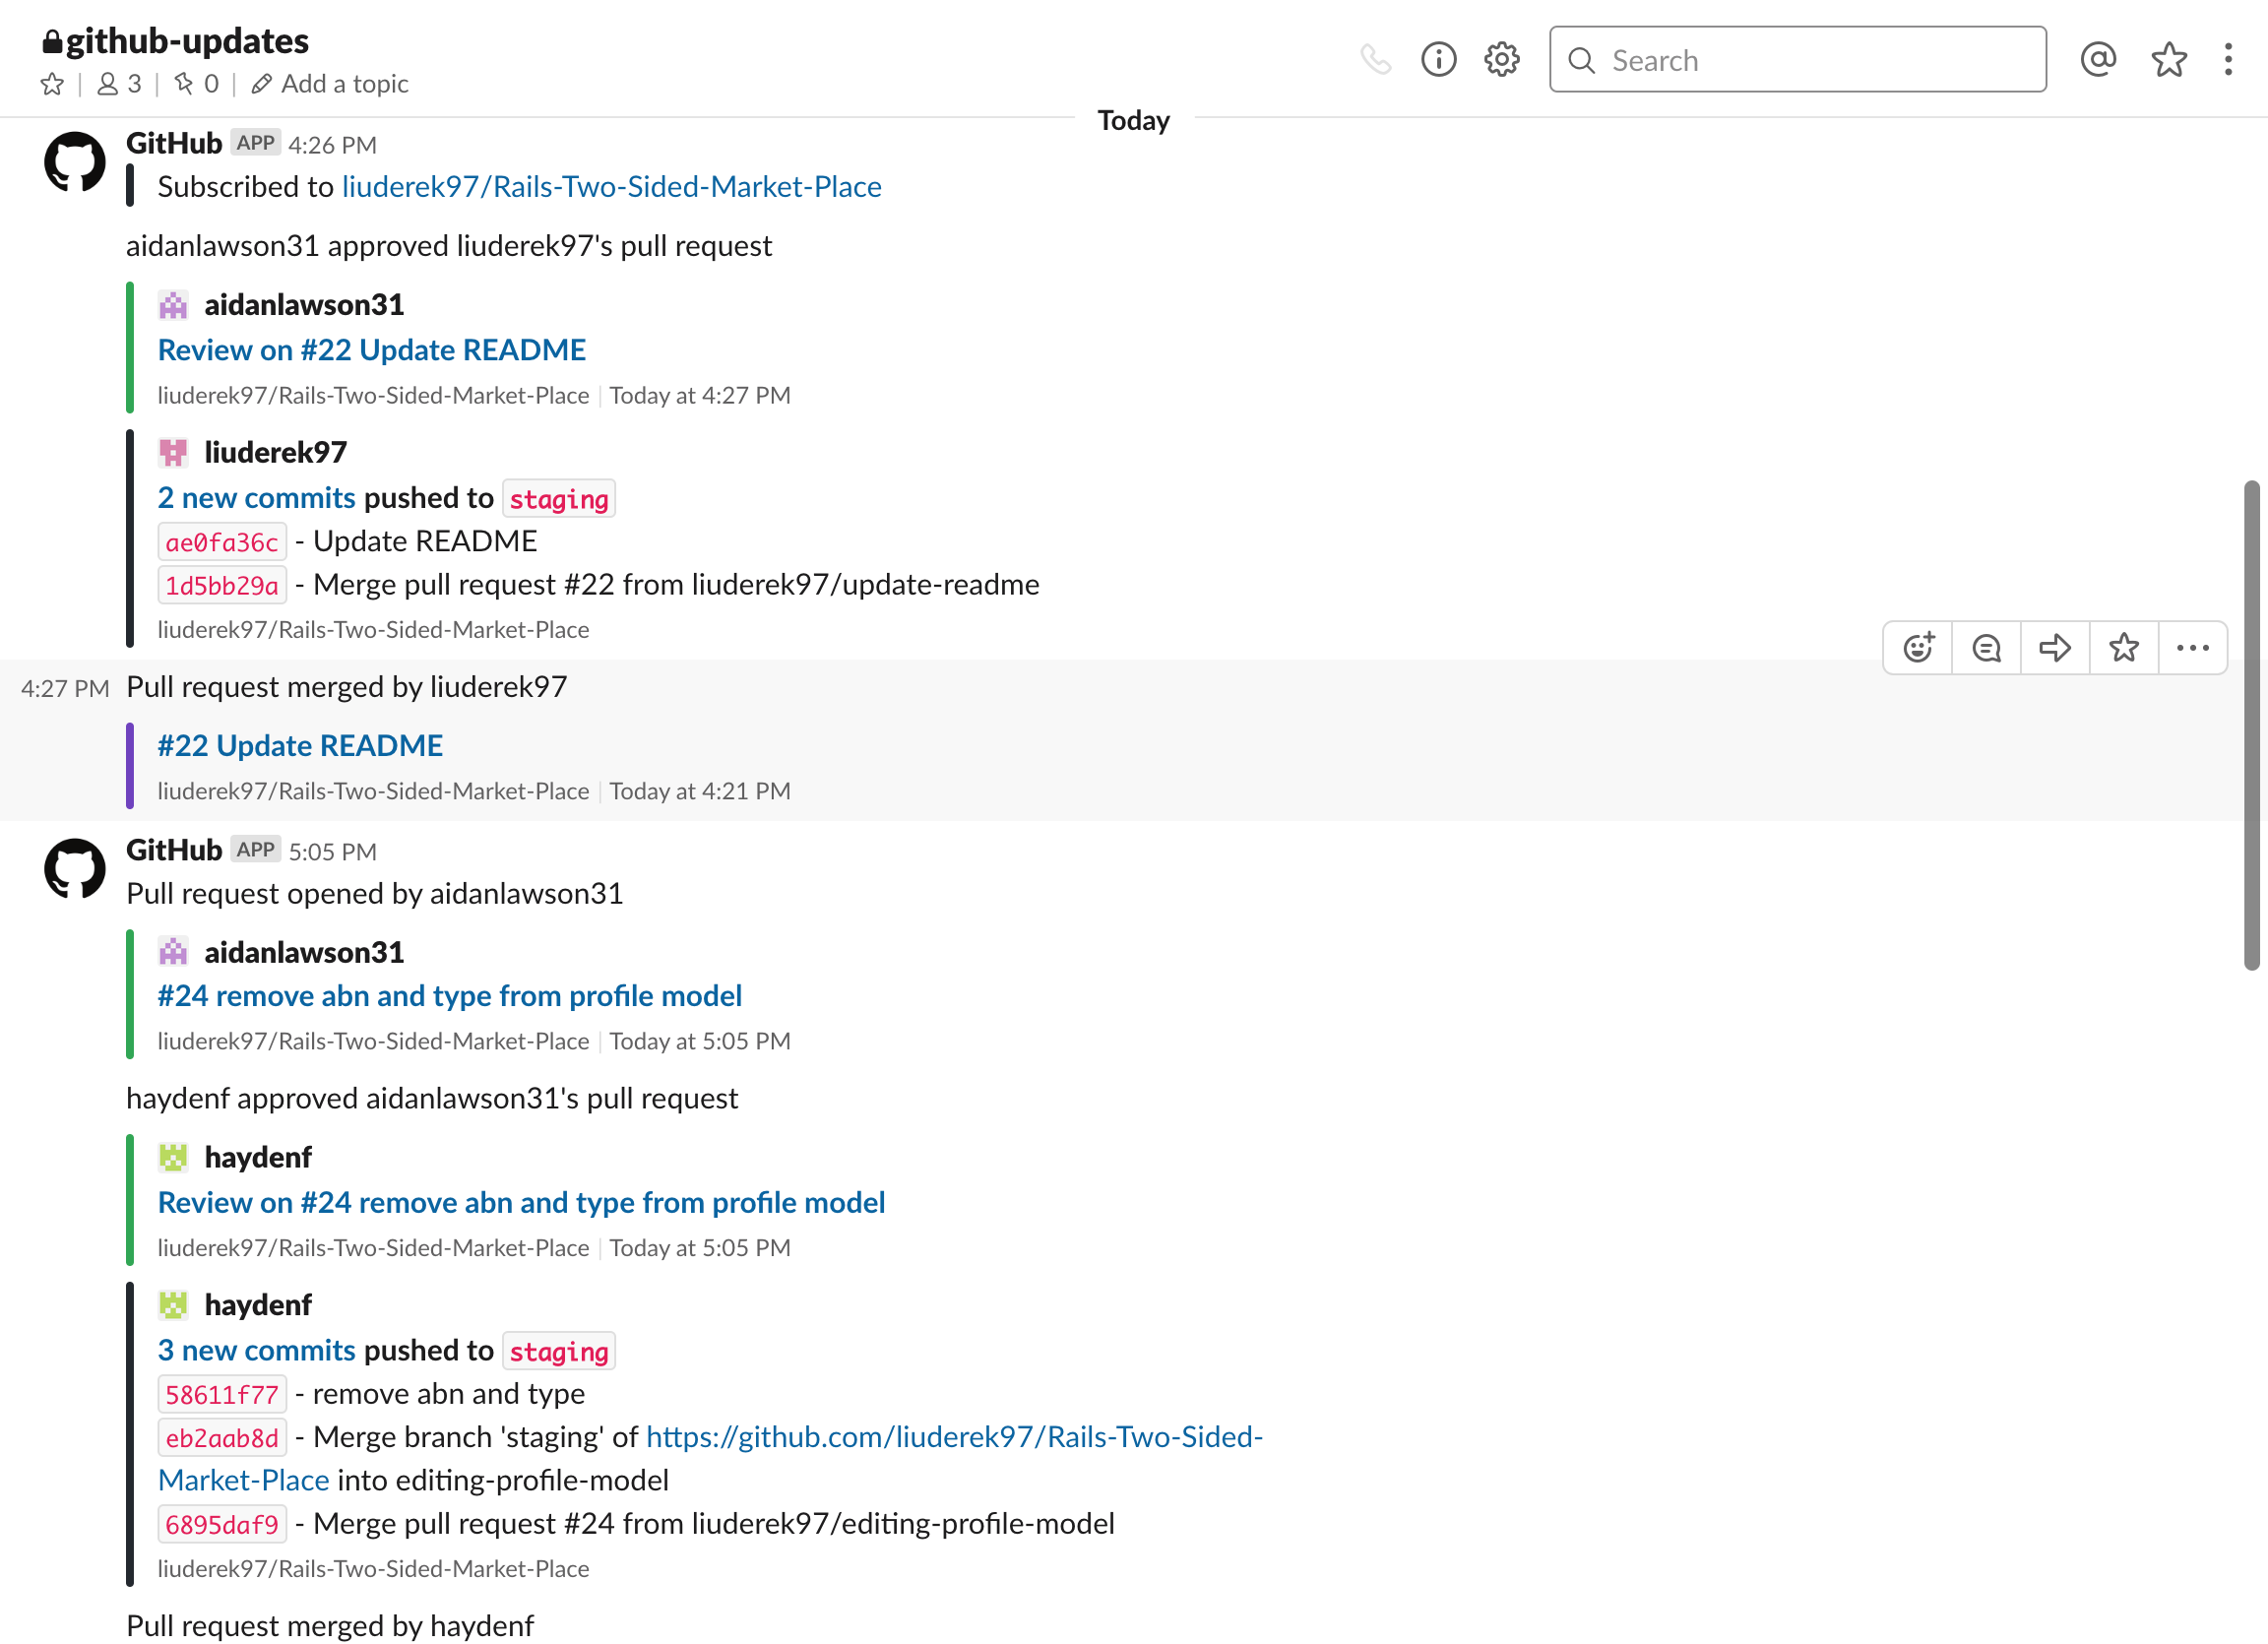 github-updates
3 | 0 | Add a topic
Search
Today
GitHub APP 4:26 PM
Subscribed to liuderek97/Rails-Two-Sided-Market-Place
aidanlawson31 approved liuderek97's pull request
aidanlawson31
Review on #22 Update README
liuderek97/Rails-Two-Sided-Market-Place | Today at 4:27 PM
liuderek97
2 new commits pushed to staging
ae0fa36c - Update README
1d5bb29a - Merge pull request #22 from liuderek97/update-readme
liuderek97/Rails-Two-Sided-Market-Place
4:27 PM Pull request merged by liuderek97
#22 Update README
liuderek97/Rails-Two-Sided-Market-Place | Today at 4:21 PM
GitHub APP 5:05 PM
Pull request opened by aidanlawson31
aidanlawson31
#24 remove abn and type from profile model
liuderek97/Rails-Two-Sided-Market-Place | Today at 5:05 PM
haydenf approved aidanlawson31's pull request
haydenf
Review on #24 remove abn and type from profile model
liuderek97/Rails-Two-Sided-Market-Place | Today at 5:05 PM
haydenf
3 new commits pushed to staging
58611f77 - remove abn and type
eb2aab8d - Merge branch 'staging' of https://github.com/liuderek97/Rails-Two-Sided-
Market-Place into editing-profile-model
6895daf9 - Merge pull request #24 from liuderek97/editing-profile-model
liuderek97/Rails-Two-Sided-Market-Place
Pull request merged by haydenf